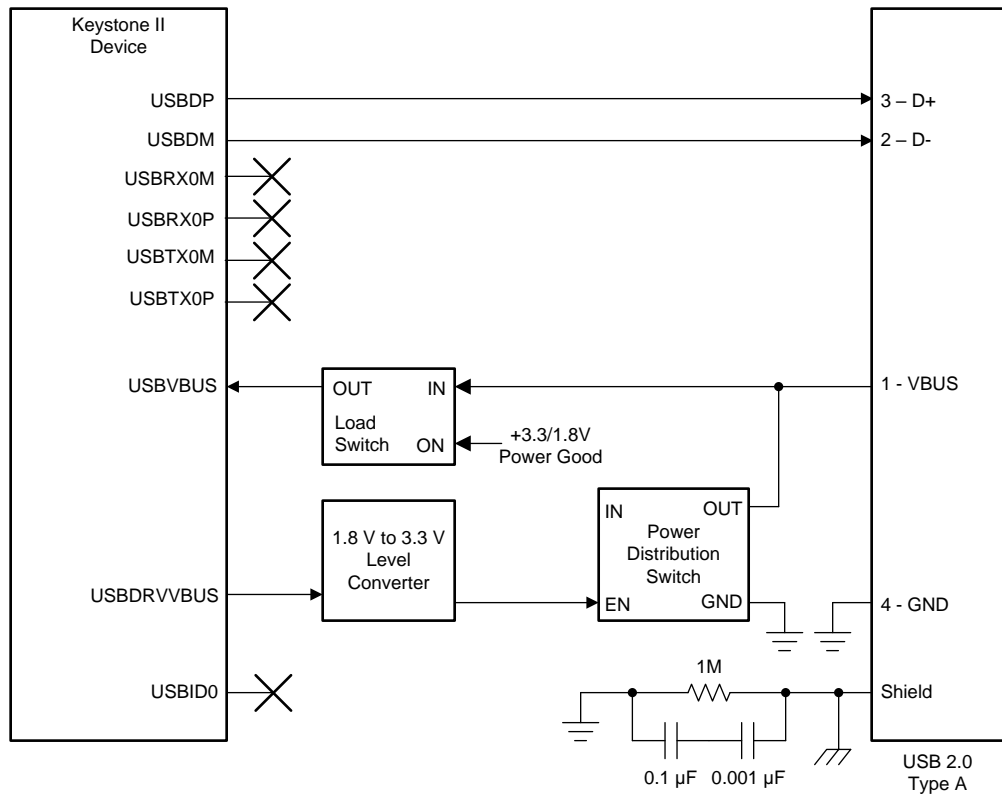 Keystone II
Device
USBDP
3 – D+
USBDM
2 – D-
USBRX0M
USBRX0P
USBTX0M
USBTX0P
USBVBUS
OUT
IN
Load
Switch
ON
+3.3/1.8V
Power Good
1 - VBUS
IN
OUT
Power
Distribution
Switch
EN
GND
1.8 V to 3.3 V
Level
Converter
USBDRVVBUS
4 - GND
USBID0
1M
Shield
0.1 µF
0.001 µF
USB 2.0
Type A